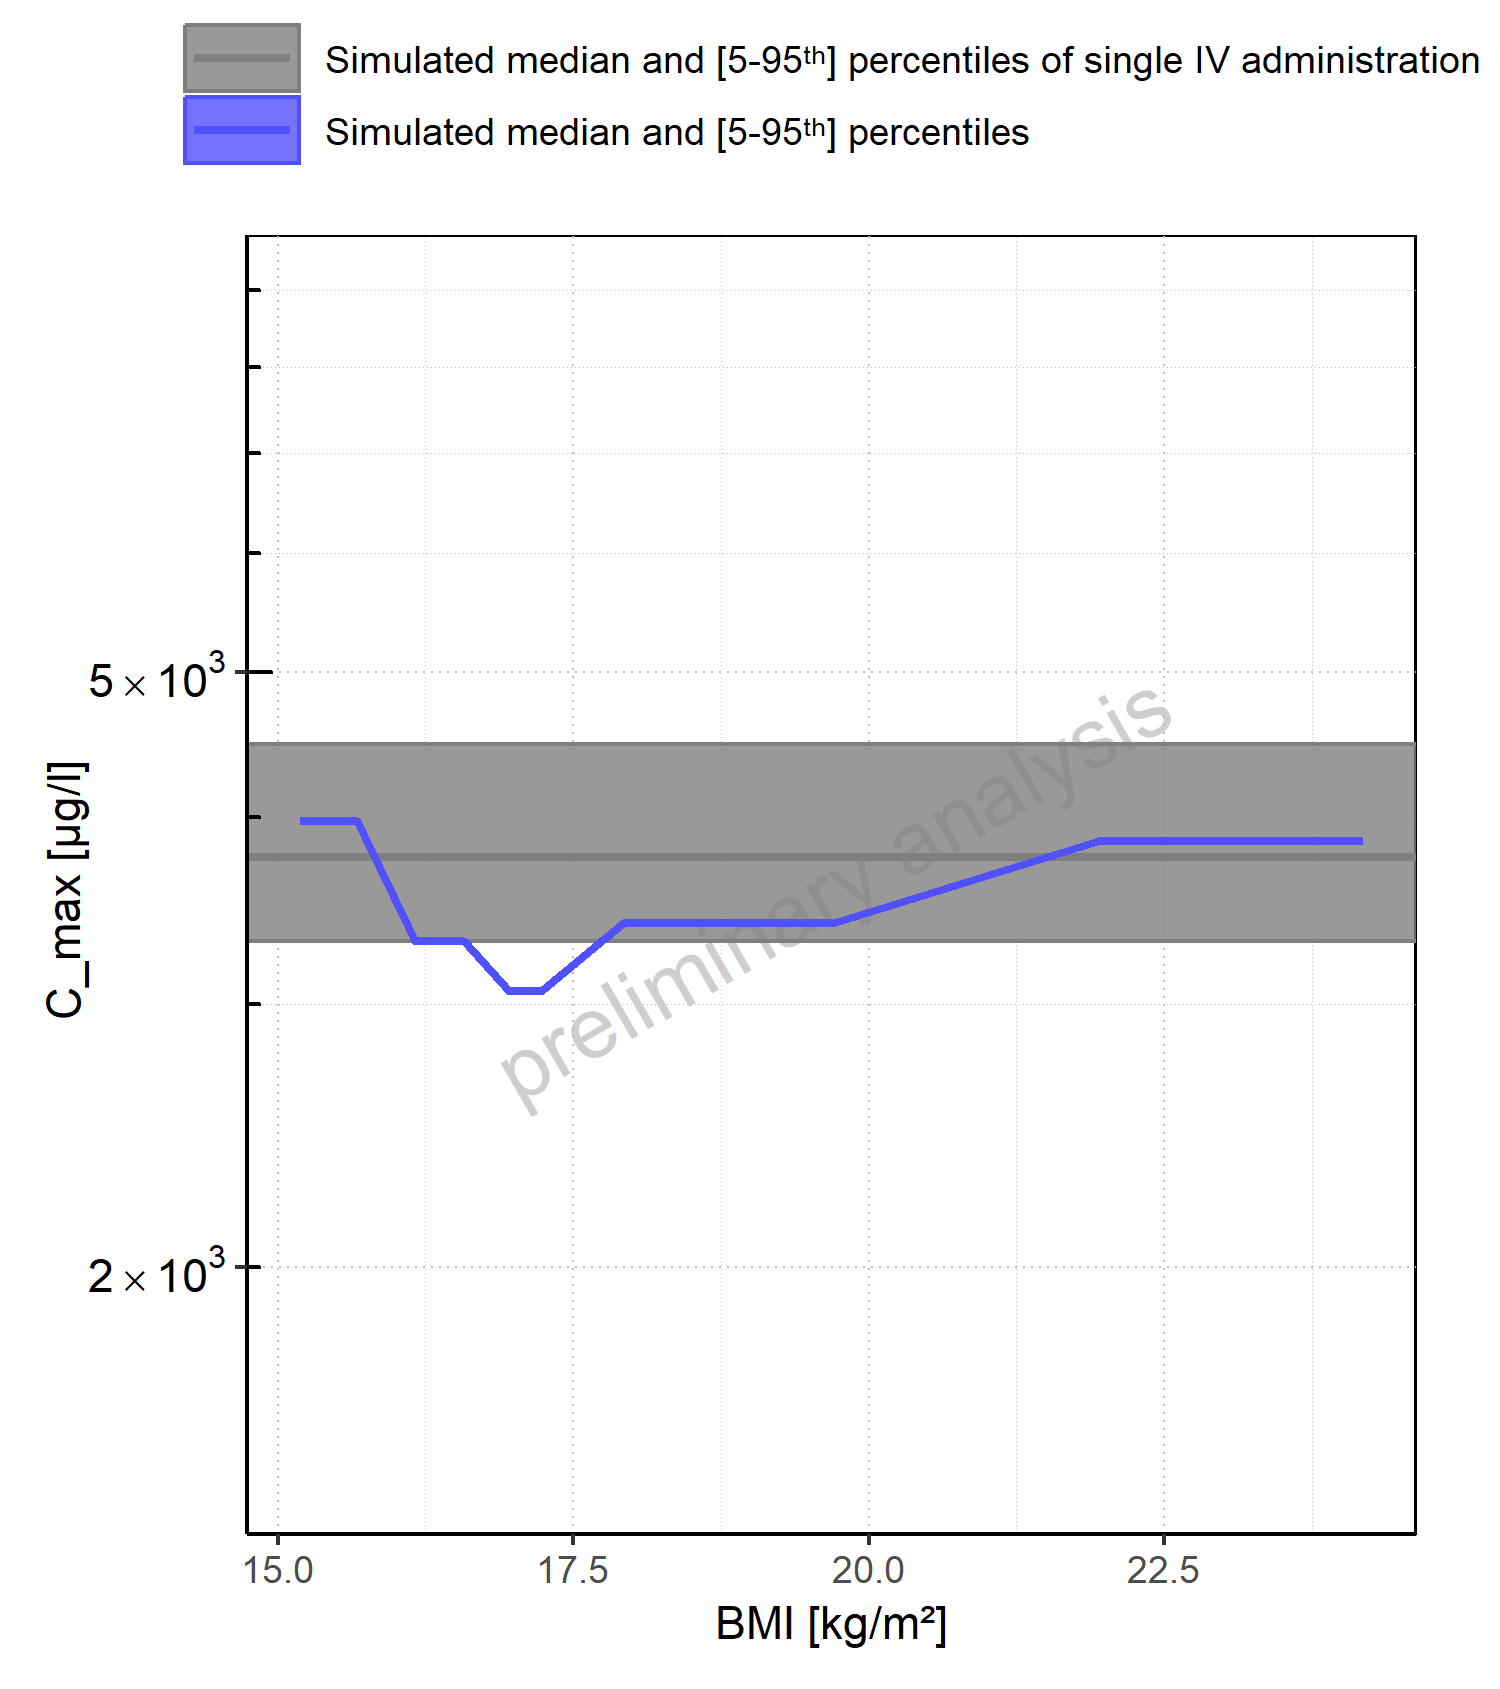 Simulated median and [5-95th] percentiles of single IV administration
Simulated median and [5-95th] percentiles
5 × 10³
2 × 10³
C_max [µg/l]
preliminary analysis
15.0
17.5
20.0
22.5
BMI [kg/m²]